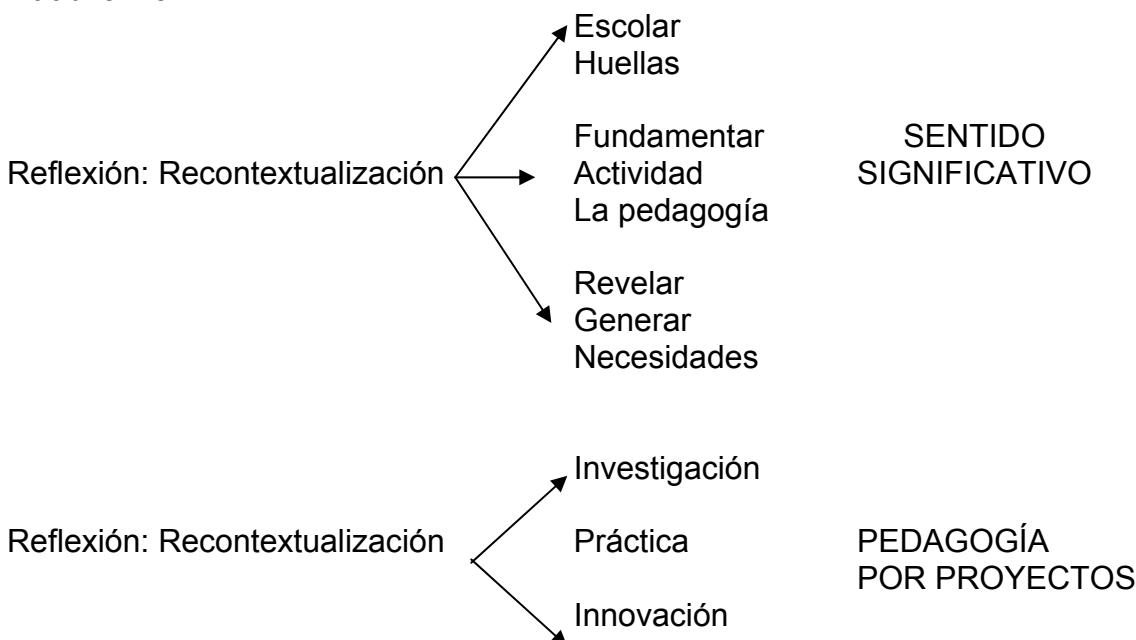 Escolar
Huellas
Fundamentar SENTIDO
Reflexión: Recontextualización Actividad SIGNIFICATIVO
La pedagogía
Revelar
Generar
Necesidades
Investigación
Reflexión: Recontextualización Práctica PEDAGOGÍA
POR PROYECTOS
Innovación